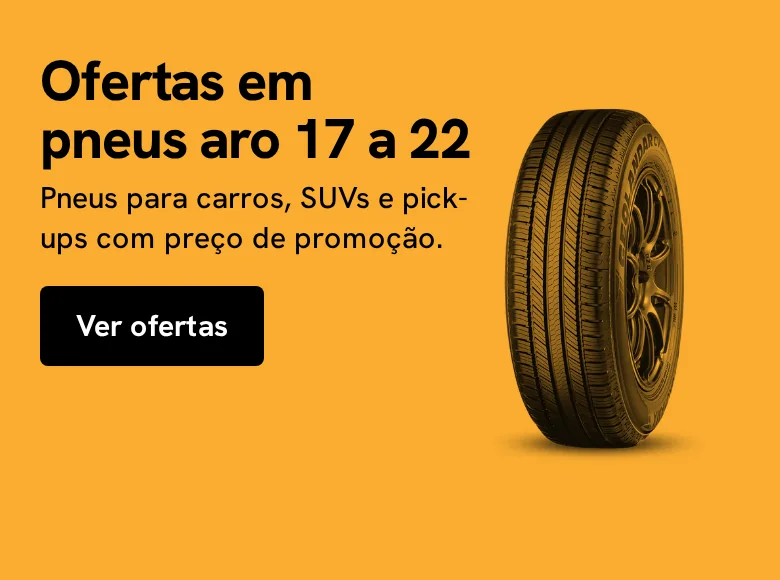 Ofertas em
pneus aro 17 a 22
Pneus para carros, SUVs e pick-
ups com preço de promoção.
Ver ofertas